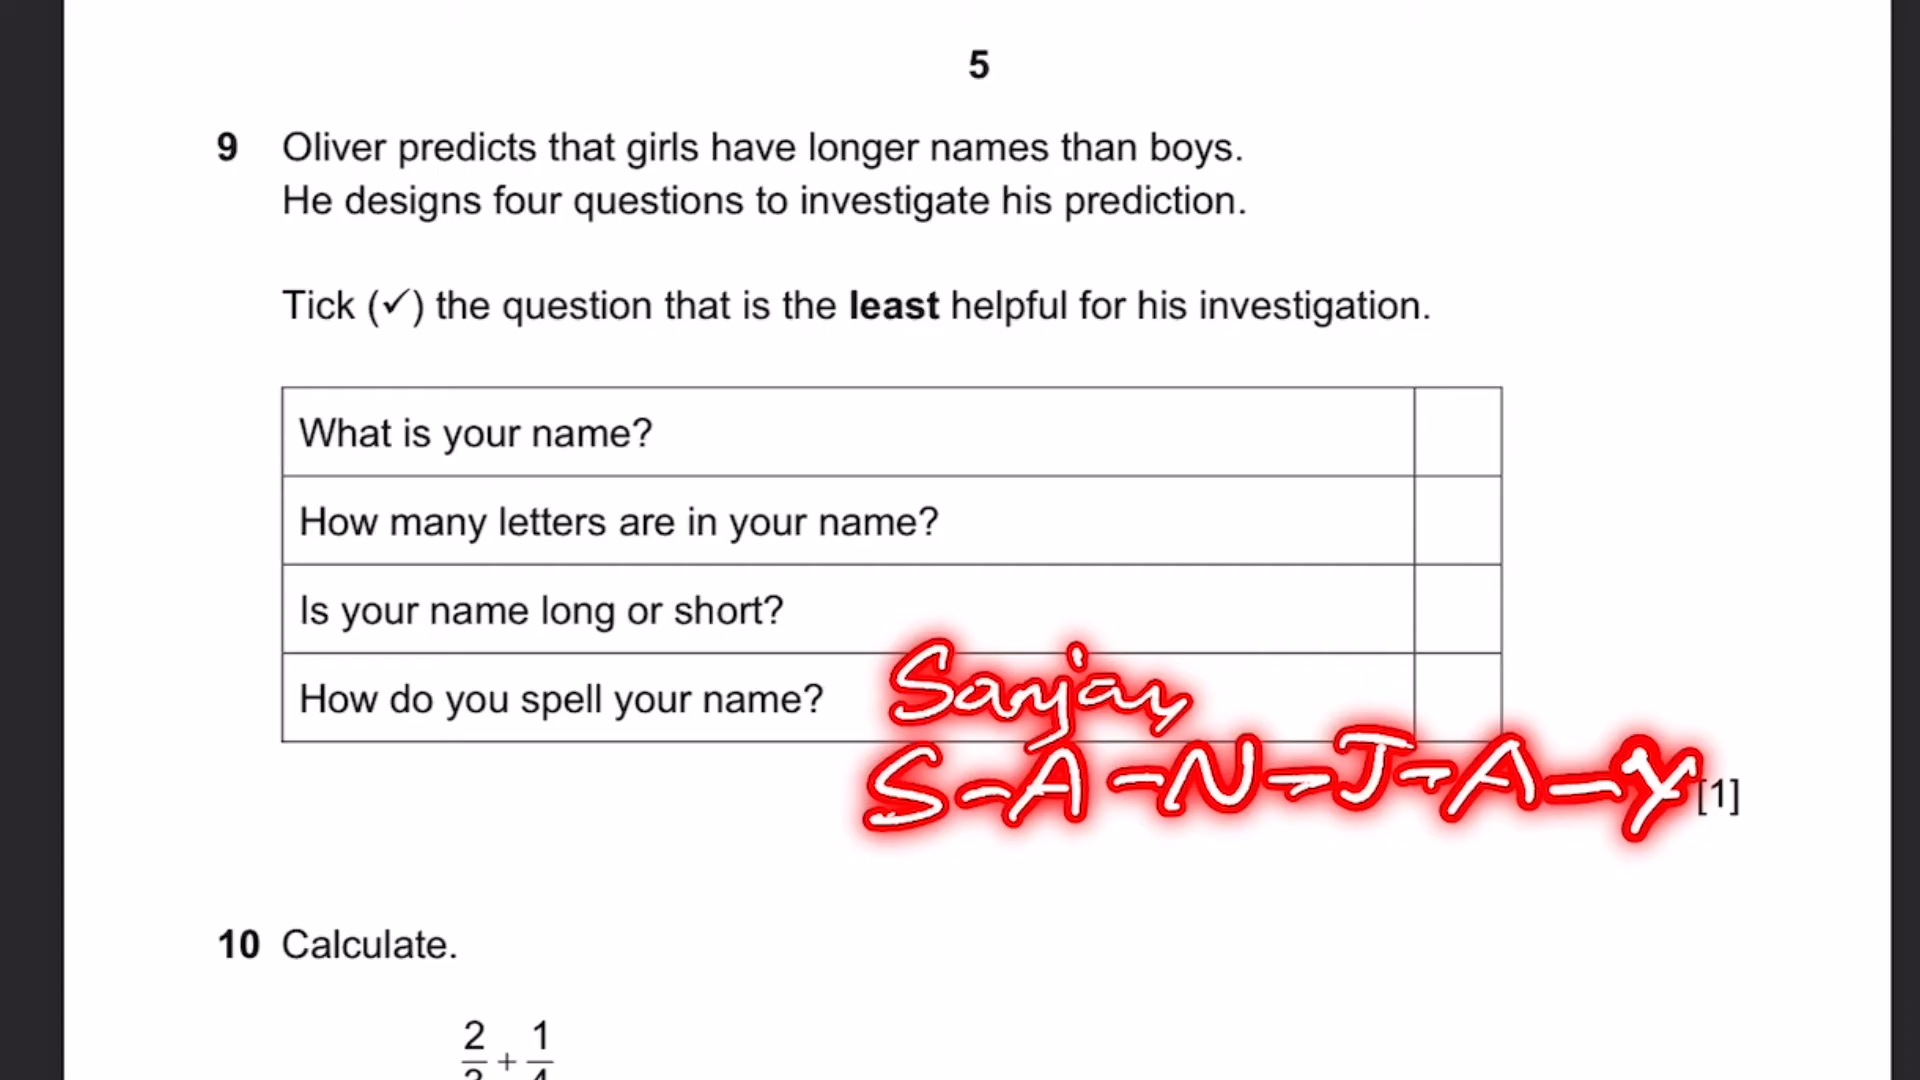 5
9 Oliver predicts that girls have longer names than boys.
He designs four questions to investigate his prediction.
Tick (✓) the question that is the least helpful for his investigation.
What is your name?
How many letters are in your name?
Is your name long or short?
How do you spell your name? Sanjay
S-A-N-J-A-Y
[1]
10 Calculate.
2 1
+